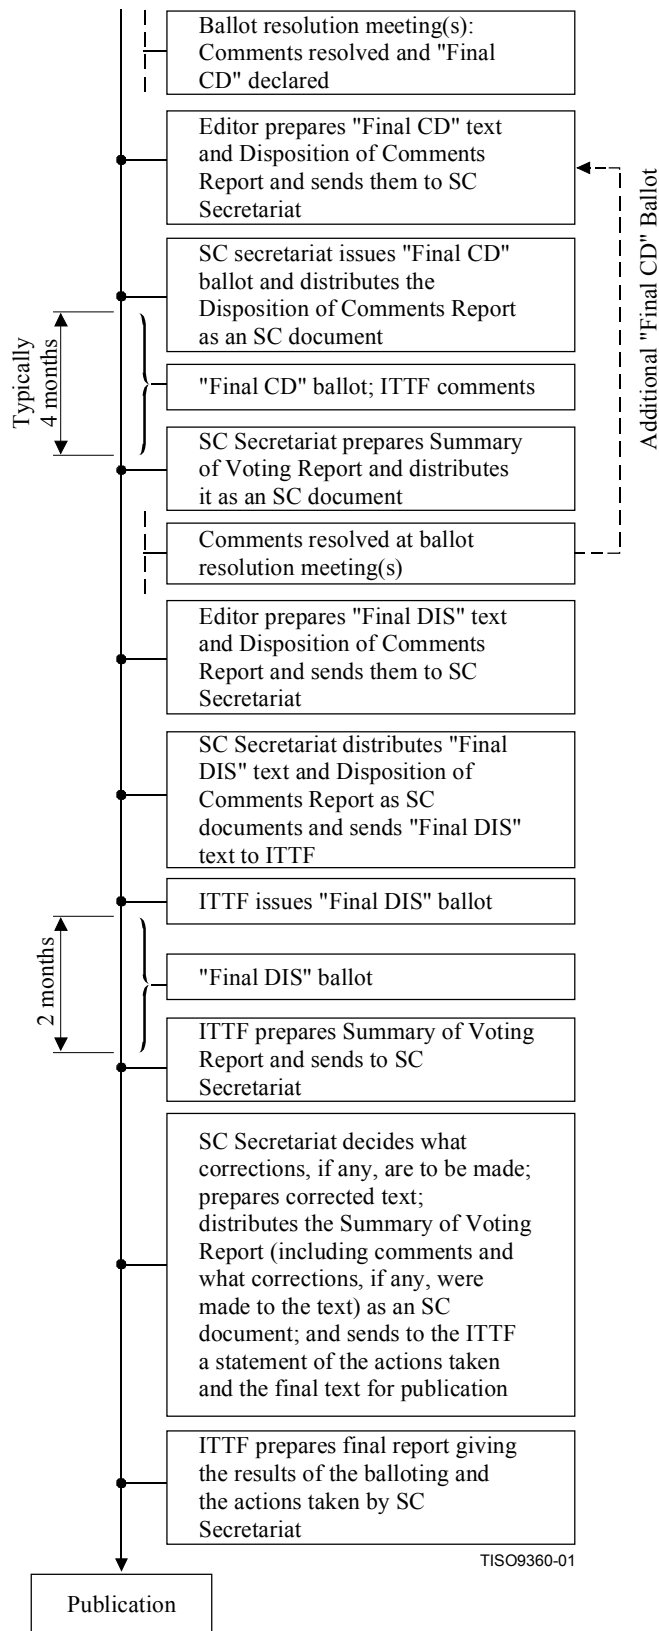 Ballot resolution meeting(s):
Comments resolved and "Final
CD" declared
Editor prepares "Final CD" text
and Disposition of Comments
Report and sends them to SC
Secretariat
Additional "Final CD" Ballot
SC secretariat issues "Final CD"
ballot and distributes the
Disposition of Comments Report
as an SC document
Typically
4 months
"Final CD" ballot; ITTF comments
SC Secretariat prepares Summary
of Voting Report and distributes
it as an SC document
Comments resolved at ballot
resolution meeting(s)
Editor prepares "Final DIS" text
and Disposition of Comments
Report and sends them to SC
Secretariat
SC Secretariat distributes "Final
DIS" text and Disposition of
Comments Report as SC
documents and sends "Final DIS"
text to ITTF
ITTF issues "Final DIS" ballot
2 months
"Final DIS" ballot
ITTF prepares Summary of Voting
Report and sends to SC
Secretariat
SC Secretariat decides what
corrections, if any, are to be made;
prepares corrected text;
distributes the Summary of Voting
Report (including comments and
what corrections, if any, were
made to the text) as an SC
document; and sends to the ITTF
a statement of the actions taken
and the final text for publication
ITTF prepares final report giving
the results of the balloting and
the actions taken by SC
Secretariat
TISO9360-01
Publication